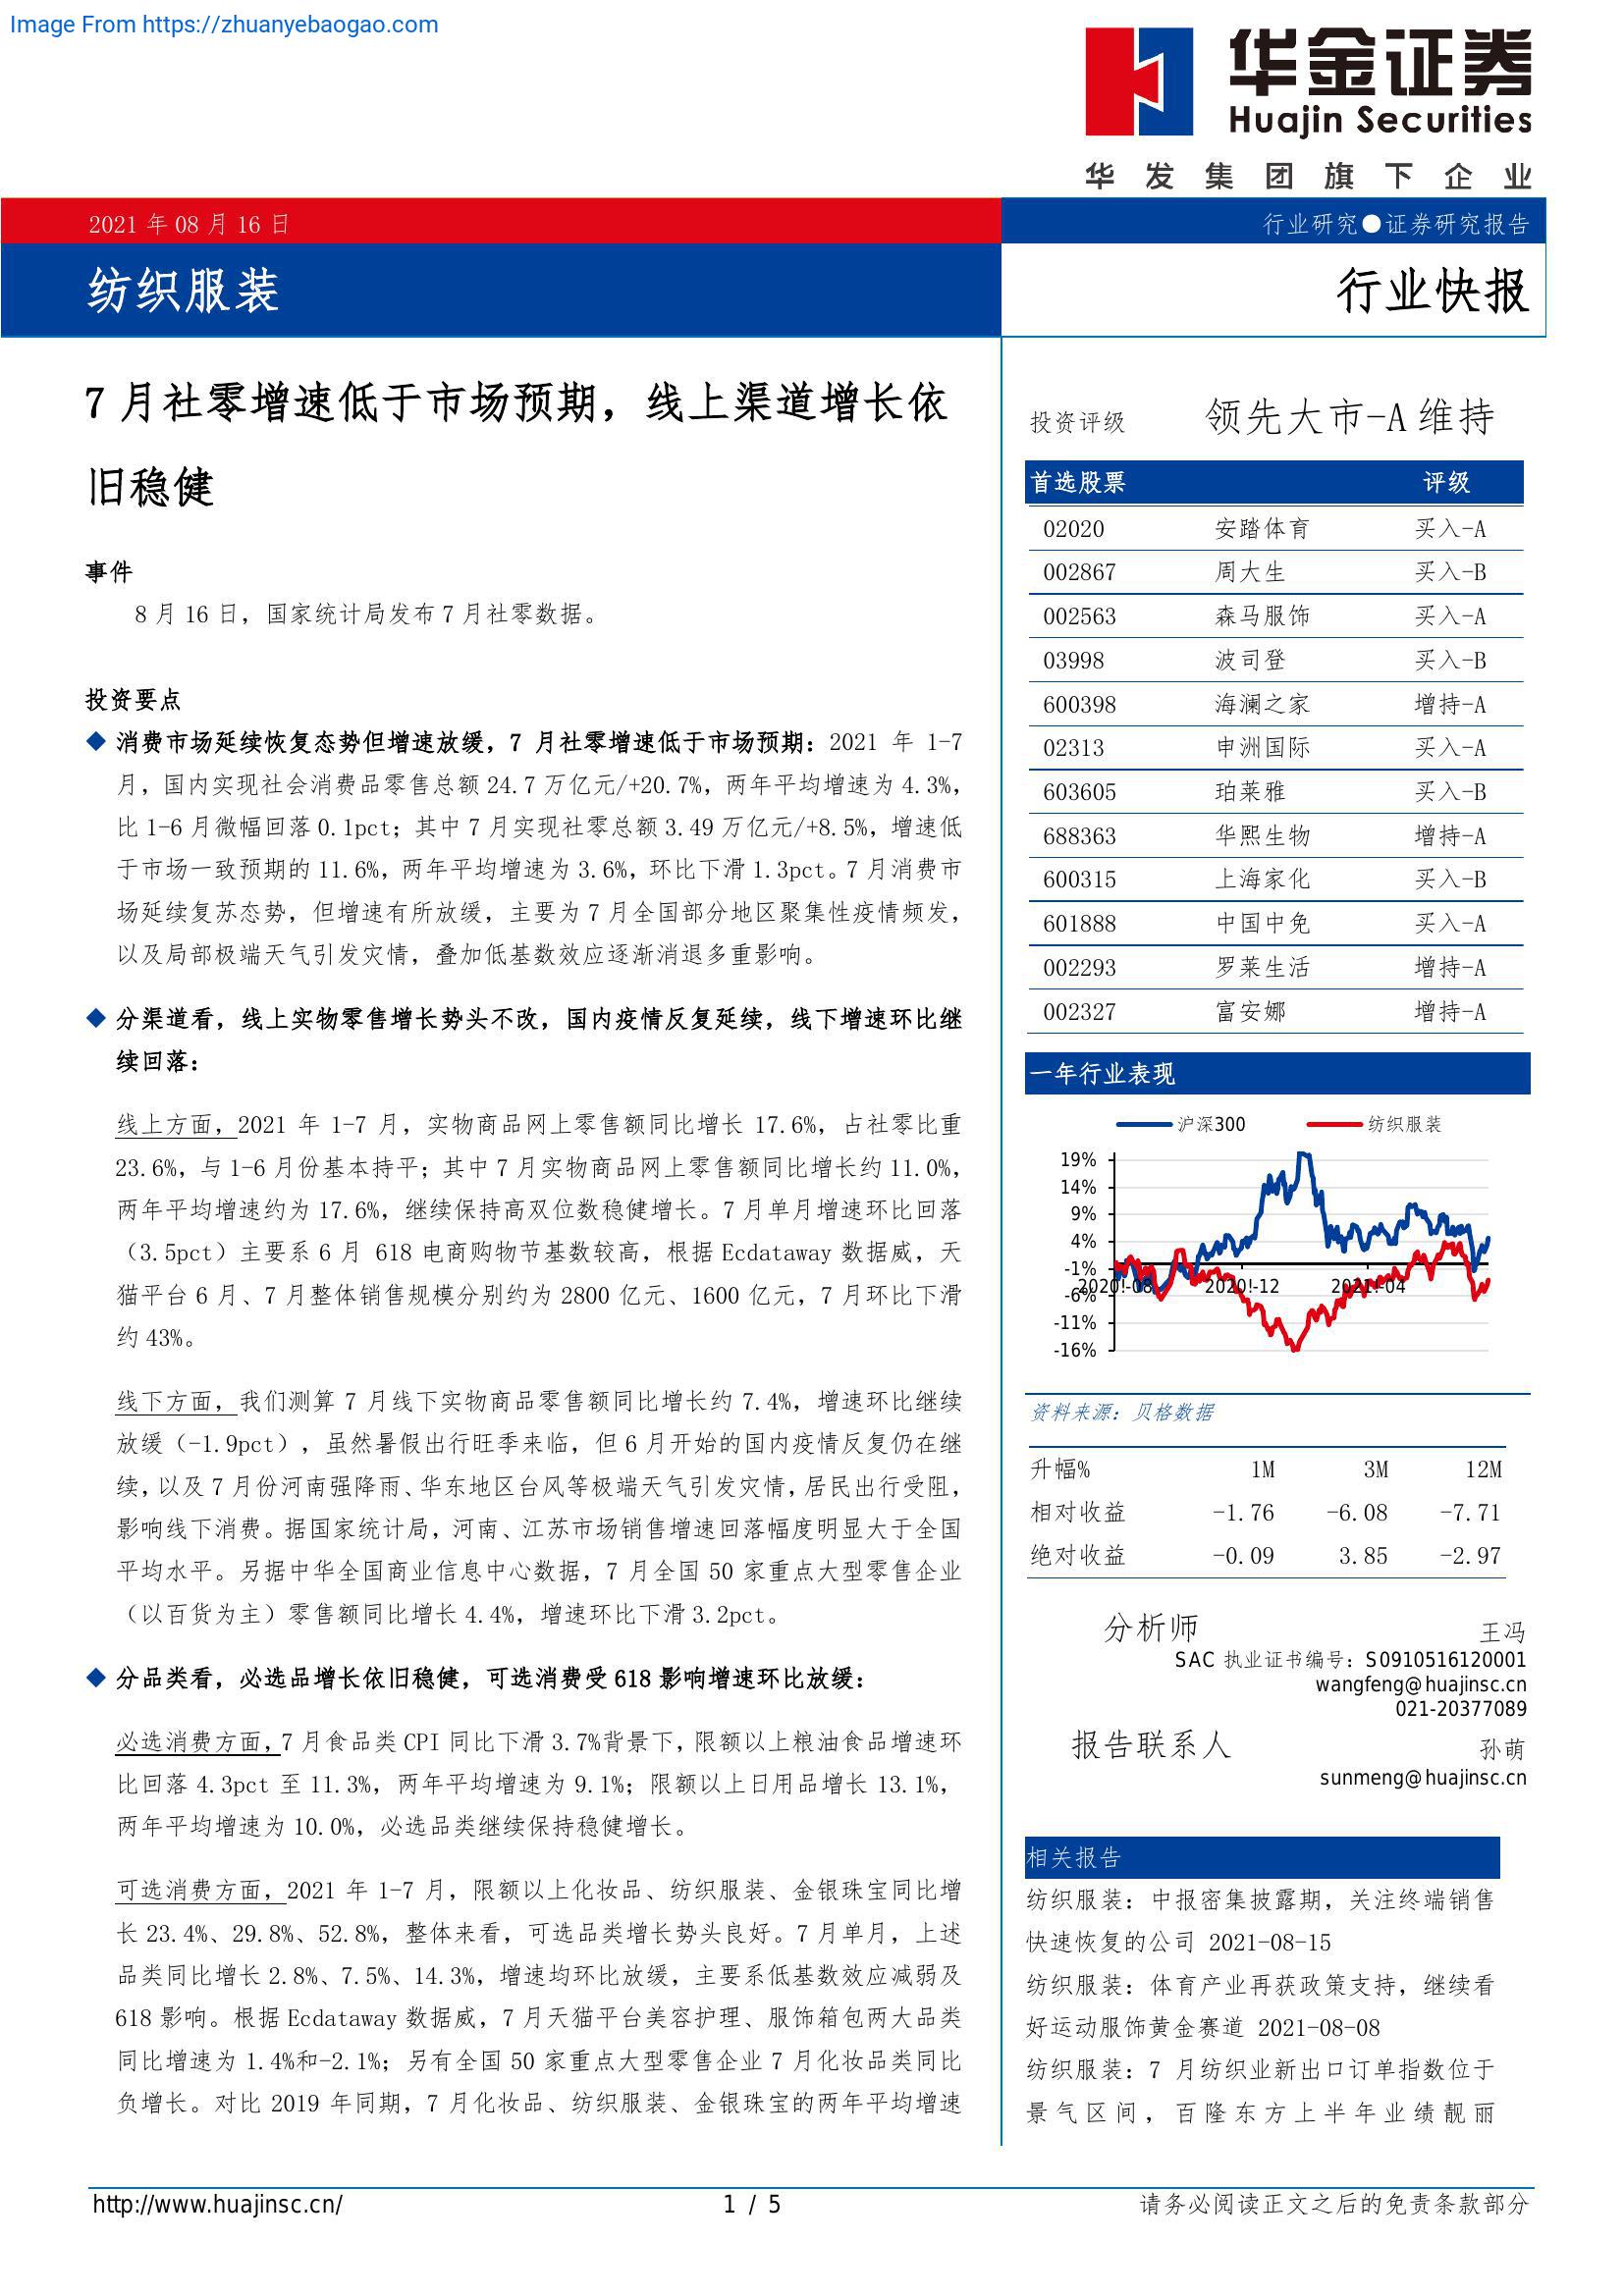 Image From https://zhuanyebaogao.com
华金证券
Huajin Securities
华发集团旗下企业
2021 年 08 月 16 日
行业研究●证券研究报告
纺织服装
行业快报
7 月社零增速低于市场预期，线上渠道增长依
旧稳健
事件
8 月 16 日，国家统计局发布 7 月社零数据。
投资要点
◆ 消费市场延续恢复态势但增速放缓，7 月社零增速低于市场预期：2021 年 1-7
月，国内实现社会消费品零售总额 24.7 万亿元/+20.7%，两年平均增速为 4.3%，
比 1-6 月微幅回落 0.1pct；其中 7 月实现社零总额 3.49 万亿元/+8.5%，增速低
于市场一致预期的 11.6%，两年平均增速为 3.6%，环比下滑 1.3pct。7 月消费市
场延续复苏态势，但增速有所放缓，主要为 7 月全国部分地区聚集性疫情频发，
以及局部极端天气引发灾情，叠加低基数效应逐渐消退多重影响。
◆ 分渠道看，线上实物零售增长势头不改，国内疫情反复延续，线下增速环比继
续回落：
线上方面，2021 年 1-7 月，实物商品网上零售额同比增长 17.6%，占社零比重
23.6%，与 1-6 月份基本持平；其中 7 月实物商品网上零售额同比增长约 11.0%，
两年平均增速约为 17.6%，继续保持高双位数稳健增长。7 月单月增速环比回落
（3.5pct）主要系 6 月 618 电商购物节基数较高，根据 Ecdataway 数据威，天
猫平台 6 月、7 月整体销售规模分别约为 2800 亿元、1600 亿元，7 月环比下滑
约 43%。
线下方面，我们测算 7 月线下实物商品零售额同比增长约 7.4%，增速环比继续
放缓（-1.9pct），虽然暑假出行旺季来临，但 6 月开始的国内疫情反复仍在继
续，以及 7 月份河南强降雨、华东地区台风等极端天气引发灾情，居民出行受阻，
影响线下消费。据国家统计局，河南、江苏市场销售增速回落幅度明显大于全国
平均水平。另据中华全国商业信息中心数据，7 月全国 50 家重点大型零售企业
（以百货为主）零售额同比增长 4.4%，增速环比下滑 3.2pct。
◆ 分品类看，必选品增长依旧稳健，可选消费受 618 影响增速环比放缓：
必选消费方面，7 月食品类 CPI 同比下滑 3.7%背景下，限额以上粮油食品增速环
比回落 4.3pct 至 11.3%，两年平均增速为 9.1%；限额以上日用品增长 13.1%，
两年平均增速为 10.0%，必选品类继续保持稳健增长。
可选消费方面，2021 年 1-7 月，限额以上化妆品、纺织服装、金银珠宝同比增
长 23.4%、29.8%、52.8%，整体来看，可选品类增长势头良好。7 月单月，上述
品类同比增长 2.8%、7.5%、14.3%，增速均环比放缓，主要系低基数效应减弱及
618 影响。根据 Ecdataway 数据威，7 月天猫平台美容护理、服饰箱包两大品类
同比增速为 1.4%和-2.1%；另有全国 50 家重点大型零售企业 7 月化妆品类同比
负增长。对比 2019 年同期，7 月化妆品、纺织服装、金银珠宝的两年平均增速
投资评级 领先大市-A 维持
首选股票 评级
02020 安踏体育 买入-A
002867 周大生 买入-B
002563 森马服饰 买入-A
03998 波司登 买入-B
600398 海澜之家 增持-A
02313 申洲国际 买入-A
603605 珀莱雅 买入-B
688363 华熙生物 增持-A
600315 上海家化 买入-B
601888 中国中免 买入-A
002293 罗莱生活 增持-A
002327 富安娜 增持-A
一年行业表现
沪深300 纺织服装
19%
14%
9%
4%
-1%
-6%
-11%
-16%
2020!-08 2020!-12 2021!-04
资料来源：贝格数据
升幅% 1M 3M 12M
相对收益 -1.76 -6.08 -7.71
绝对收益 -0.09 3.85 -2.97
分析师 王冯
SAC 执业证书编号：S0910516120001
wangfeng@huajinsc.cn
021-20377089
报告联系人 孙萌
sunmeng@huajinsc.cn
相关报告
纺织服装：中报密集披露期，关注终端销售
快速恢复的公司 2021-08-15
纺织服装：体育产业再获政策支持，继续看
好运动服饰黄金赛道 2021-08-08
纺织服装：7 月纺织业新出口订单指数位于
景气区间，百隆东方上半年业绩靓丽
http://www.huajinsc.cn/ 1 / 5 请务必阅读正文之后的免责条款部分